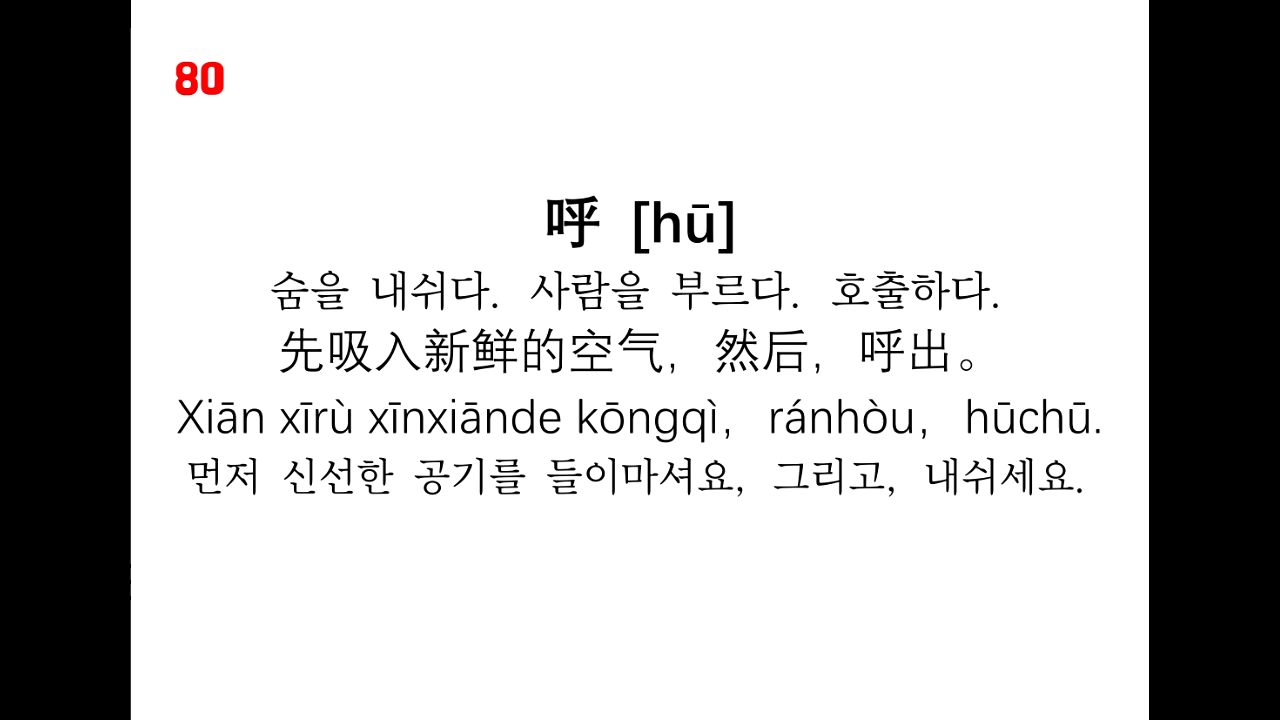 80
呼 [hū]
숨을 내쉬다. 사람을 부르다. 호출하다.
先吸入新鲜的空气，然后，呼出。
Xiān xīrù xīnxiānde kōngqì，ránhòu，hūchū.
먼저 신선한 공기를 들이마셔요, 그리고, 내쉬세요.